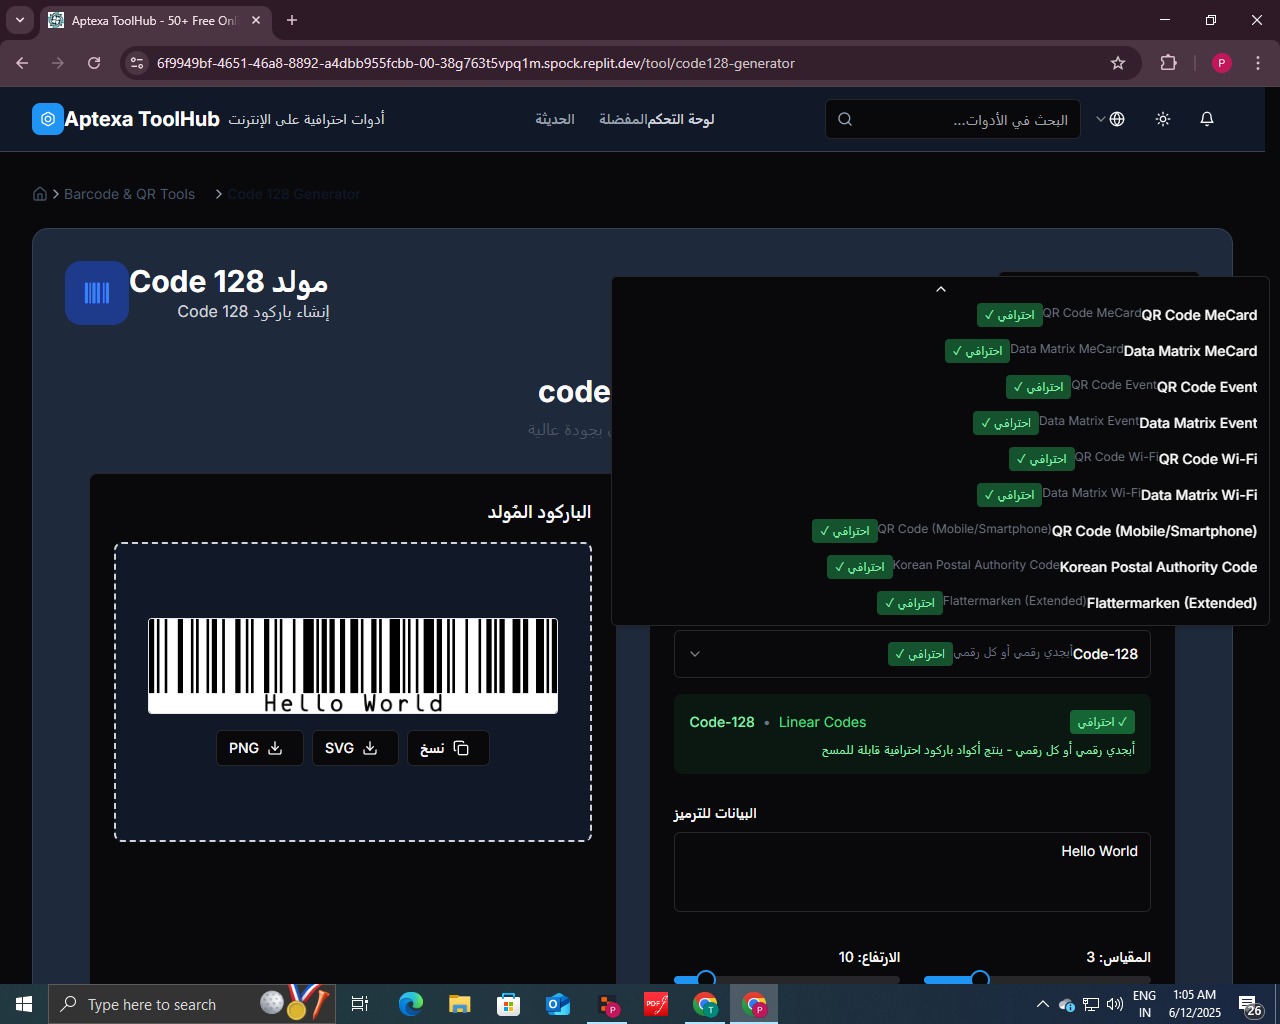 Aptexa ToolHub - 50+ Free Onl
6f9949bf-4651-46a8-8892-a4dbb955fcbb-00-38g763t5vpq1m.spock.replit.dev/tool/code128-generator
P
Aptexa ToolHub
أدوات احترافية على الإنترنت
لوحة التحكم
المفضلة
الحديثة
البحث في الأدوات...
Barcode & QR Tools
Code 128 Generator
مولد Code 128
إنشاء باركود Code 128
QR Code MeCard QR Code MeCard احترافي ✓
Data Matrix MeCard Data Matrix MeCard احترافي ✓
QR Code Event QR Code Event احترافي ✓
Data Matrix Event Data Matrix Event احترافي ✓
QR Code Wi-Fi QR Code Wi-Fi احترافي ✓
Data Matrix Wi-Fi Data Matrix Wi-Fi احترافي ✓
QR Code (Mobile/Smartphone) QR Code (Mobile/Smartphone) احترافي ✓
Korean Postal Authority Code Korean Postal Authority Code احترافي ✓
Flattermarken (Extended) Flattermarken (Extended) احترافي ✓
code
بجودة عالية
الباركود المُولد
Hello World
PNG
SVG
نسخ
Code-128 أبجدي رقمي أو كل رقمي احترافي ✓
Code-128 • Linear Codes
✓ احترافي
أبجدي رقمي أو كل رقمي - ينتج أكواد باركود احترافية قابلة للمسح
البيانات للترميز
Hello World
المقياس: 3
الارتفاع: 10
Type here to search
P
PDF
T
P
ENG
IN
1:05 AM
6/12/2025
26